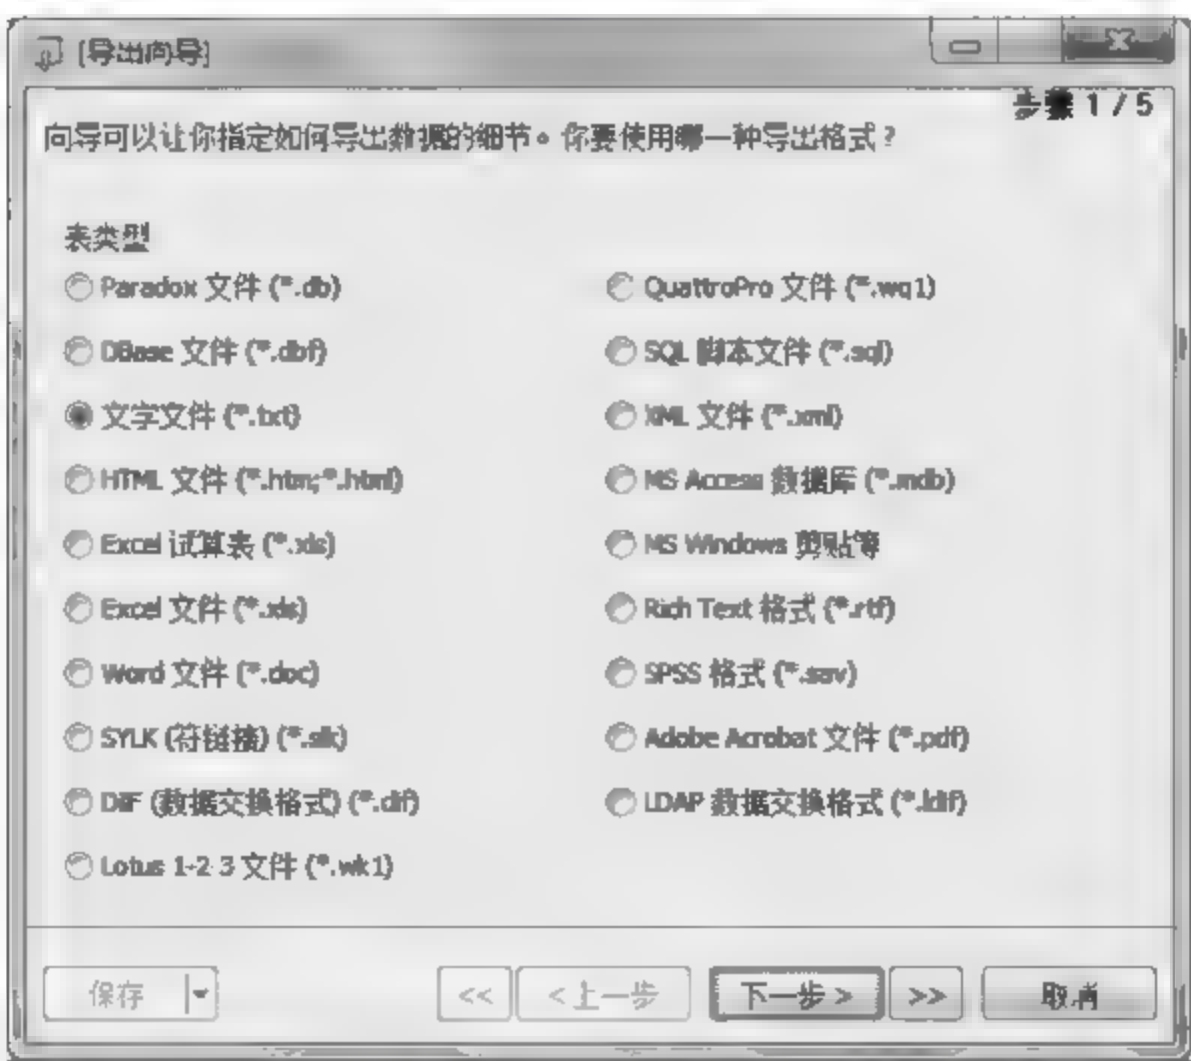 [导出向导]
步骤 1 / 5
向导可以让你指定如何导出数据的细节。你要使用哪一种导出格式?
表类型
Paradox 文件 (*.db)
DBase 文件 (*.dbf)
文字文件 (*.txt)
HTML 文件 (*.htm;*.html)
Excel 试算表 (*.xls)
Excel 文件 (*.xls)
Word 文件 (*.doc)
SYLK (符链接) (*.slk)
DIF (数据交换格式) (*.dif)
Lotus 1-2-3 文件 (*.wk1)
QuattroPro 文件 (*.wq1)
SQL 脚本文件 (*.sql)
XML 文件 (*.xml)
MS Access 数据库 (*.mdb)
MS Windows 剪贴簿
Rich Text 格式 (*.rtf)
SPSS 格式 (*.sav)
Adobe Acrobat 文件 (*.pdf)
LDAP 数据交换格式 (*.ldif)
保存 << < 上一步 下一步 > >> 取消